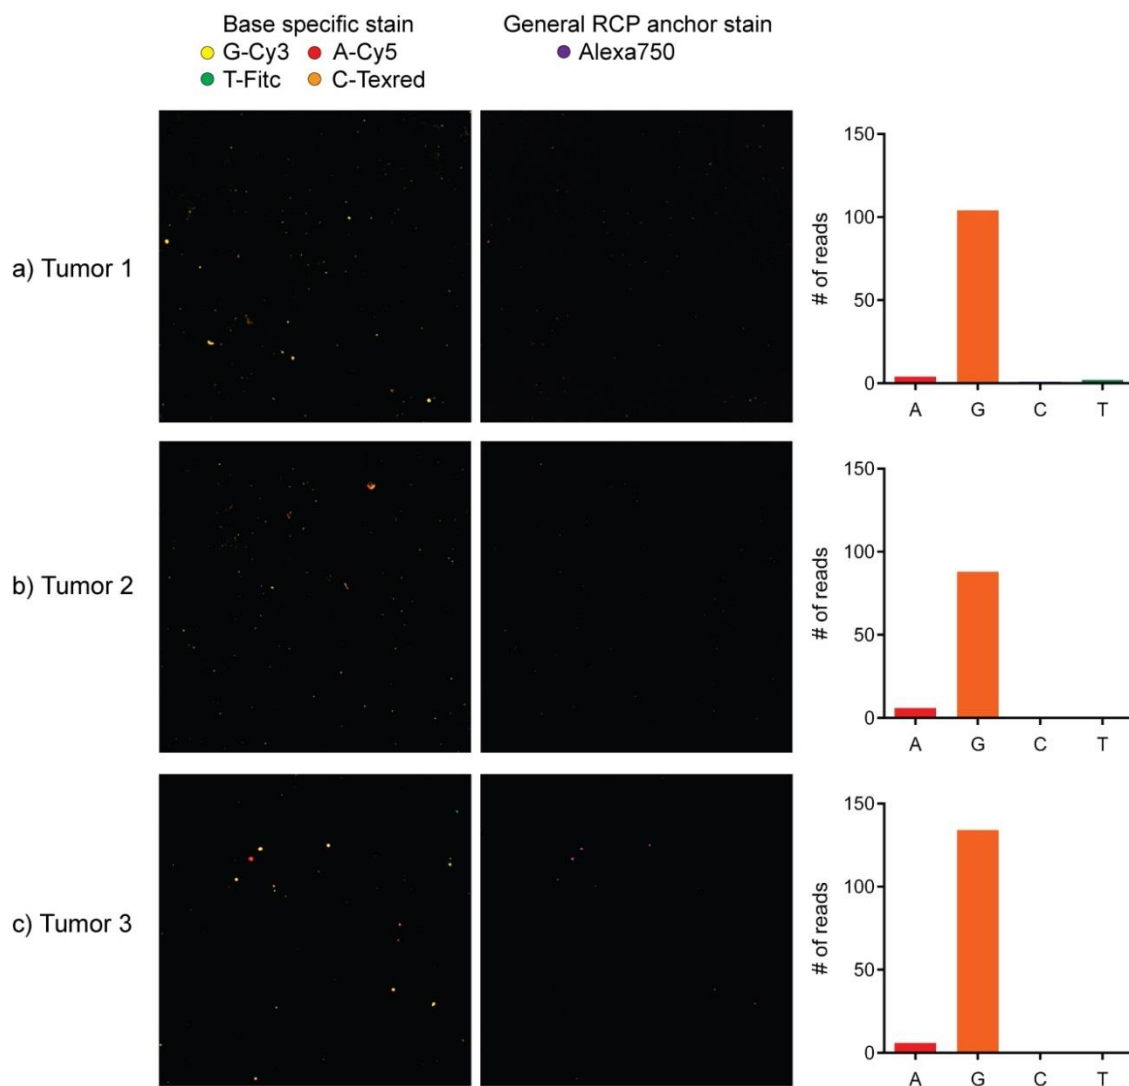 Base specific stain
G-Cy3 A-Cy5
T-Fitc C-Texred
General RCP anchor stain
Alexa750
a) Tumor 1
150
100
50
0
# of reads
A G C T
b) Tumor 2
150
100
50
0
# of reads
A G C T
c) Tumor 3
150
100
50
0
# of reads
A G C T